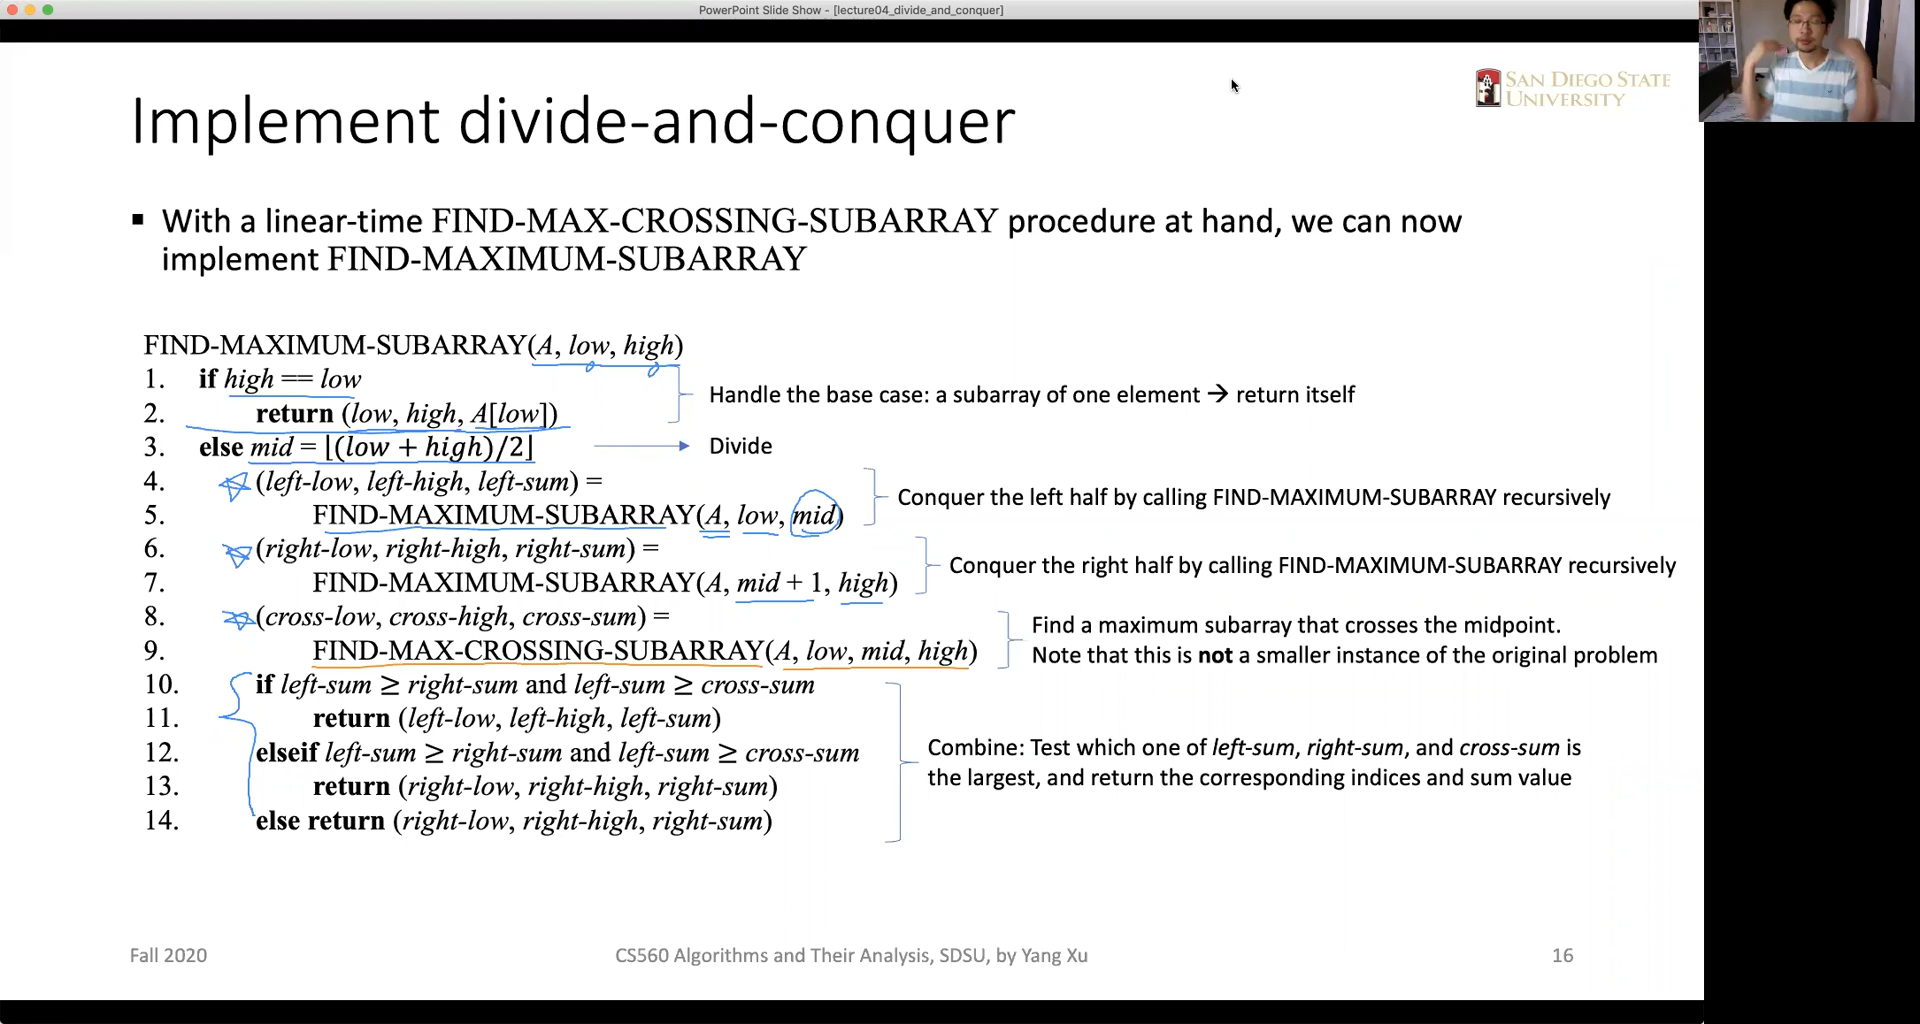 PowerPoint Slide Show - [lecture04_divide_and_conquer]
SAN DIEGO STATE
UNIVERSITY
Implement divide-and-conquer
▪ With a linear-time FIND-MAX-CROSSING-SUBARRAY procedure at hand, we can now
implement FIND-MAXIMUM-SUBARRAY
FIND-MAXIMUM-SUBARRAY(A, low, high)
1. if high == low
2. return (low, high, A[low])
Handle the base case: a subarray of one element → return itself
3. else mid = ⌊(low + high)/2⌋
Divide
4. (left-low, left-high, left-sum) =
5. FIND-MAXIMUM-SUBARRAY(A, low, mid)
Conquer the left half by calling FIND-MAXIMUM-SUBARRAY recursively
6. (right-low, right-high, right-sum) =
7. FIND-MAXIMUM-SUBARRAY(A, mid + 1, high)
Conquer the right half by calling FIND-MAXIMUM-SUBARRAY recursively
8. (cross-low, cross-high, cross-sum) =
9. FIND-MAX-CROSSING-SUBARRAY(A, low, mid, high)
Find a maximum subarray that crosses the midpoint.
Note that this is not a smaller instance of the original problem
10. if left-sum ≥ right-sum and left-sum ≥ cross-sum
11. return (left-low, left-high, left-sum)
12. elseif left-sum ≥ right-sum and left-sum ≥ cross-sum
13. return (right-low, right-high, right-sum)
14. else return (right-low, right-high, right-sum)
Combine: Test which one of left-sum, right-sum, and cross-sum is
the largest, and return the corresponding indices and sum value
Fall 2020
CS560 Algorithms and Their Analysis, SDSU, by Yang Xu
16